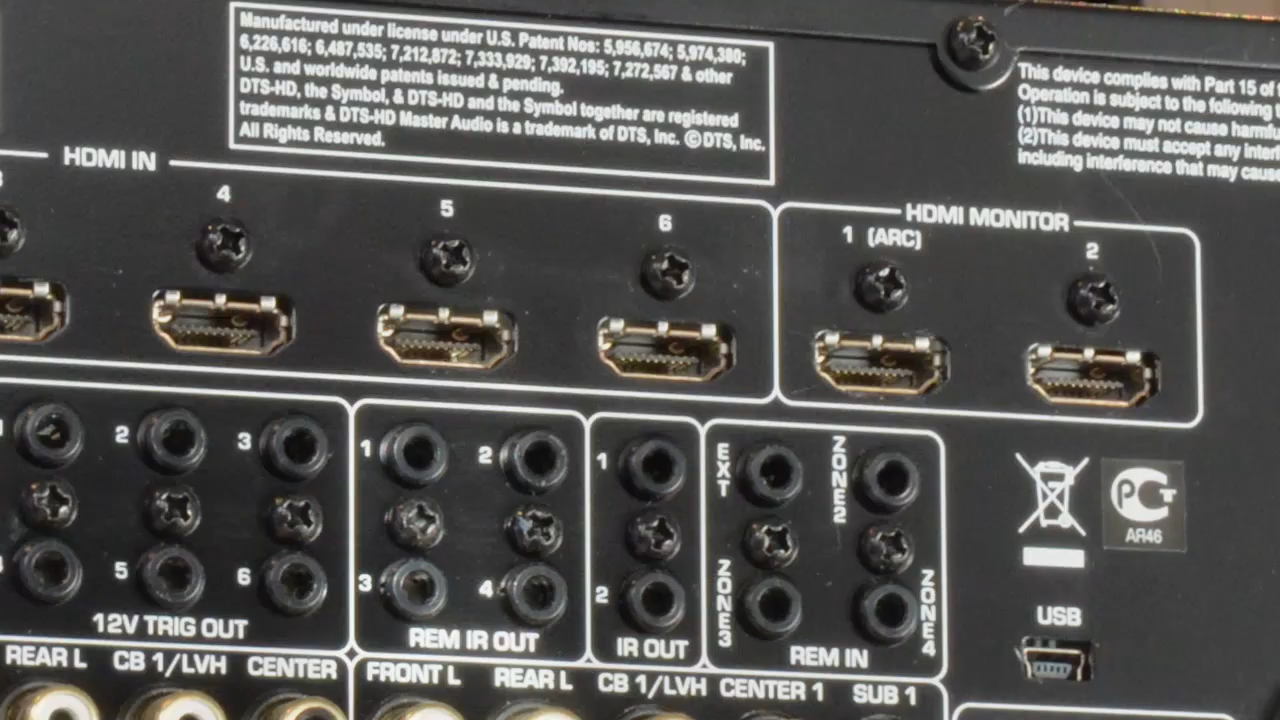 Manufactured under license under U.S. Patent Nos: 5,956,674; 5,974,380;
6,226,616; 6,487,535; 7,212,872; 7,333,929; 7,392,195; 7,272,567 & other
U.S. and worldwide patents issued & pending.
DTS-HD, the Symbol, & DTS-HD and the Symbol together are registered
trademarks & DTS-HD Master Audio is a trademark of DTS, Inc. ©DTS, Inc.
All Rights Reserved.
This device complies with Part 15 of
Operation is subject to the following
(1)This device may not cause
(2)This device must accept any
including interference that may cause
HDMI IN
4 5 6
HDMI MONITOR
1 (ARC) 2
2 3
5 6
12V TRIG OUT
1 2
3 4
REM IR OUT
1
2
IR OUT
EXT
ZONE2
ZONE3
ZONE4
REM IN
PCT
AR46
USB
REAR L CB 1/LVH CENTER FRONT L REAR L CB 1/LVH CENTER 1 SUB 1